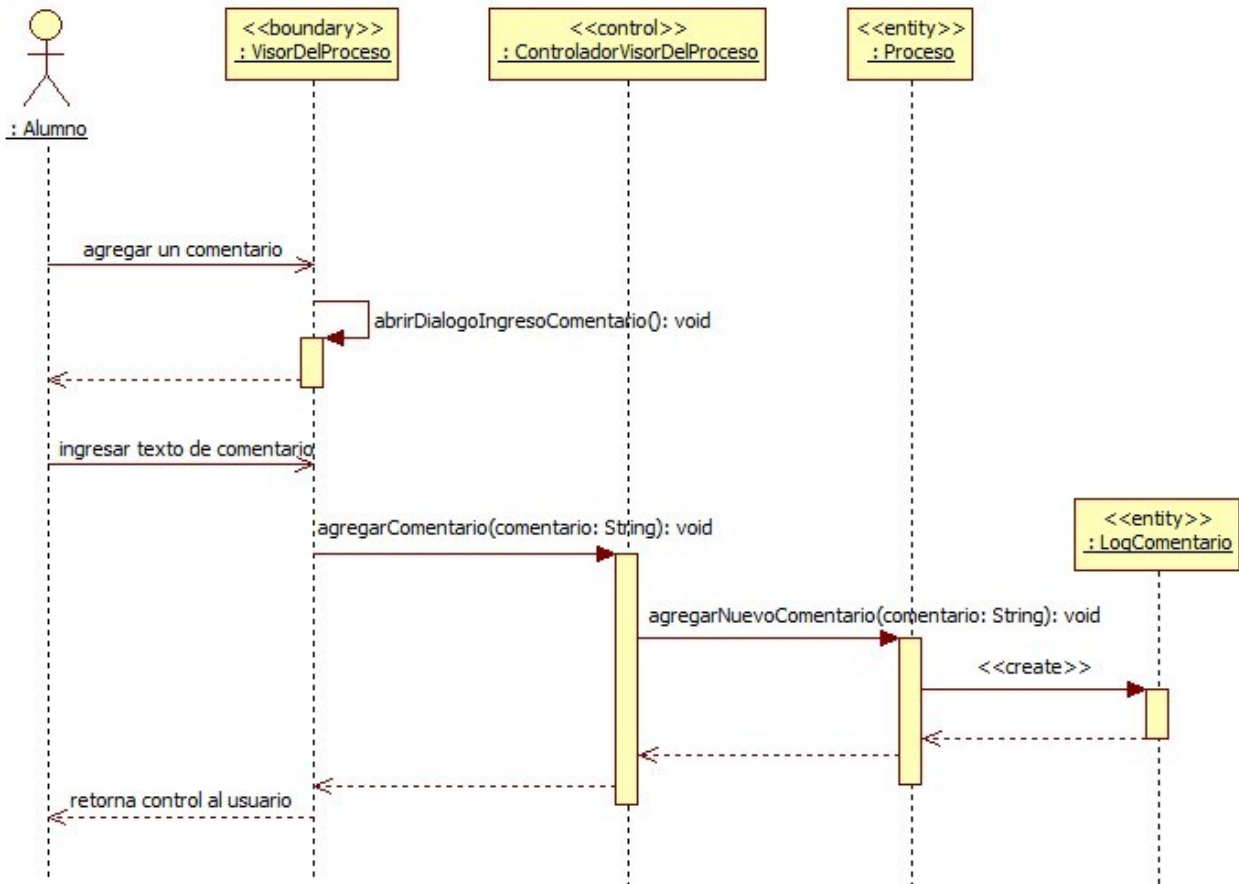 <<boundary>>
: VisorDelProceso
<<control>>
: ControladorVisorDelProceso
<<entity>>
: Proceso
: Alumno
agregar un comentario
abrirDialogoIngresoComentario(): void
ingresar texto de comentario
agregarComentario(comentario: String): void
<<entity>>
: LogComentario
agregarNuevoComentario(comentario: String): void
<<create>>
retorna control al usuario